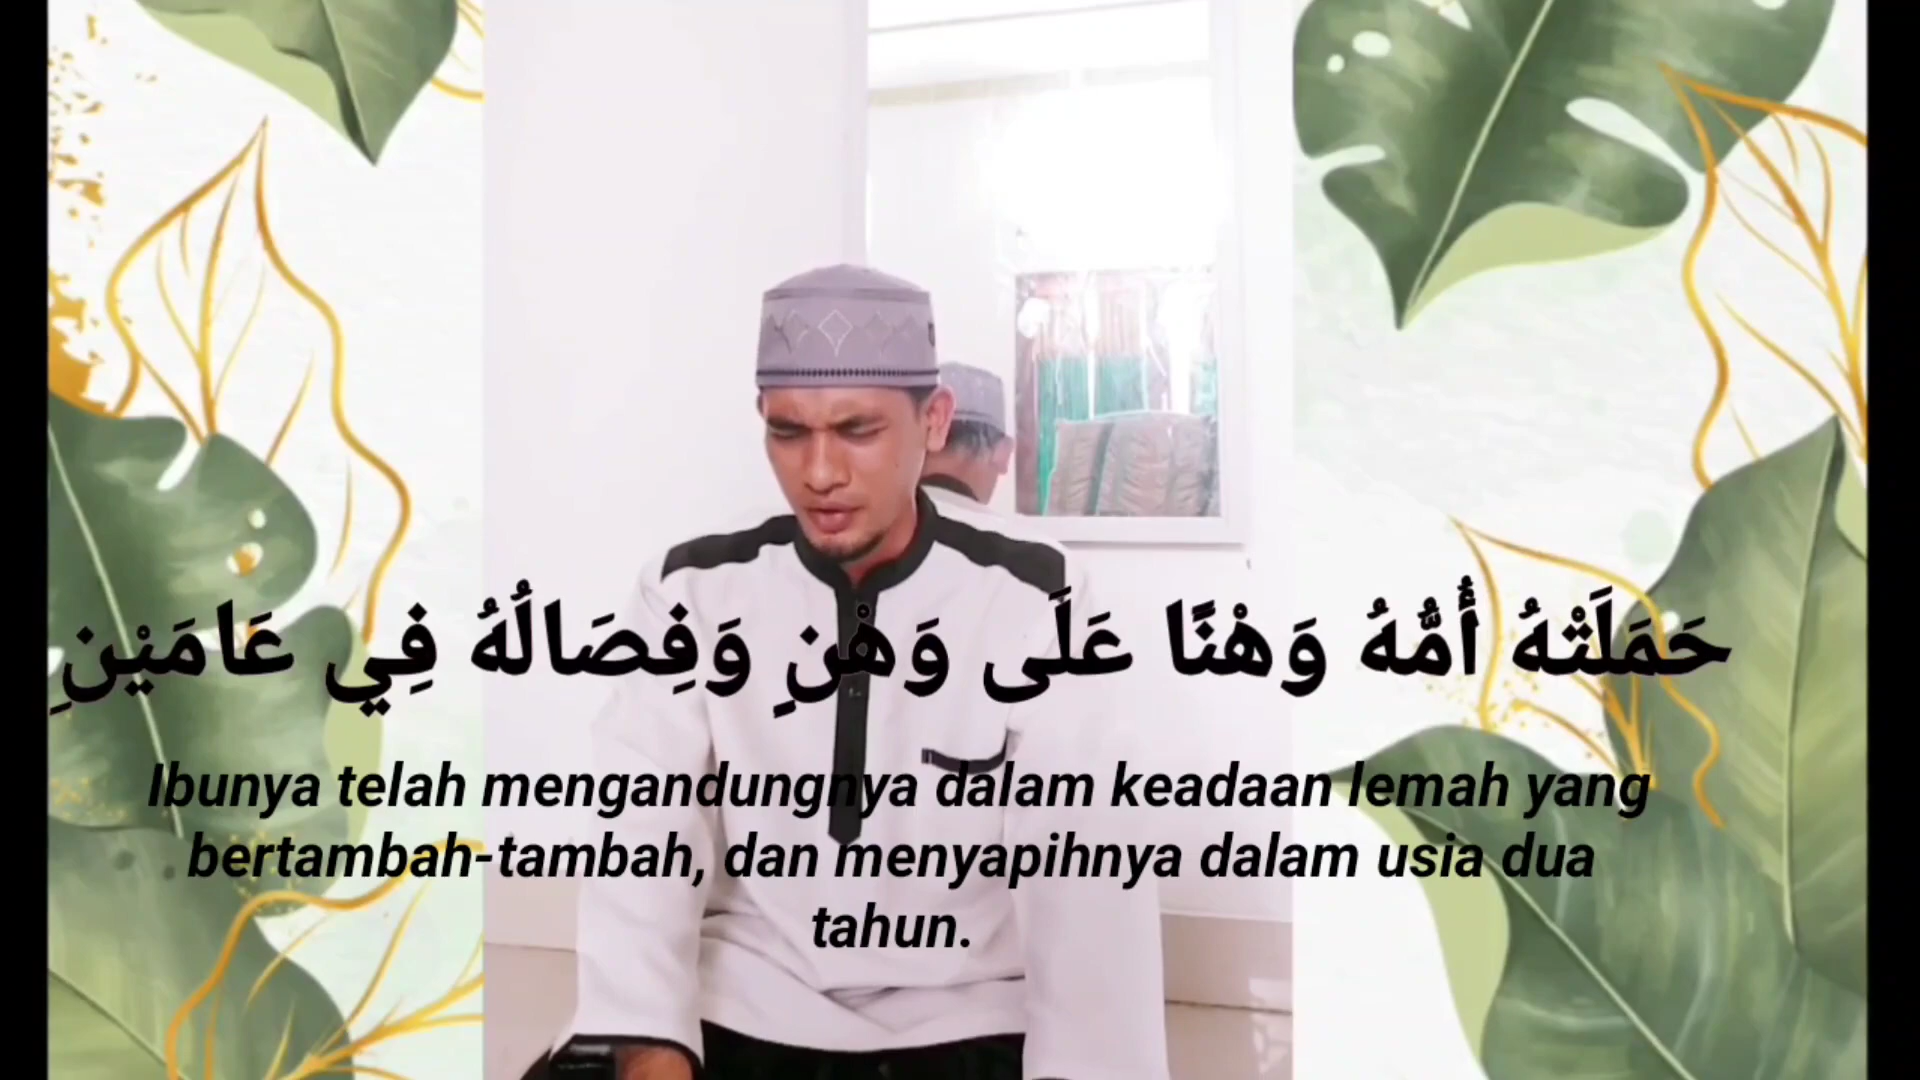 حَمَلَتْهُ أُمُّهُ وَهْنًا عَلَى وَهْنٍ وَفِصَالُهُ فِي عَامَيْنِ
Ibunya telah mengandungnya dalam keadaan lemah yang
bertambah-tambah, dan menyapihnya dalam usia dua
tahun.